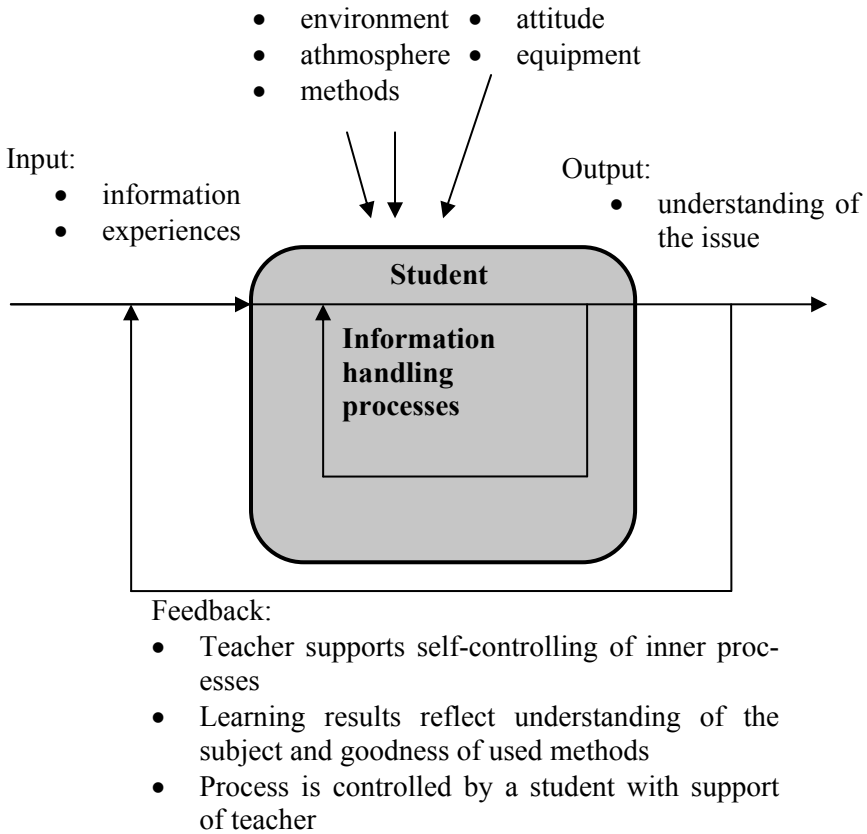 • environment • attitude
• athmosphere • equipment
• methods
Input:
• information
• experiences
Output:
• understanding of
the issue
Student
Information
handling
processes
Feedback:
• Teacher supports self-controlling of inner proc-
esses
• Learning results reflect understanding of the
subject and goodness of used methods
• Process is controlled by a student with support
of teacher